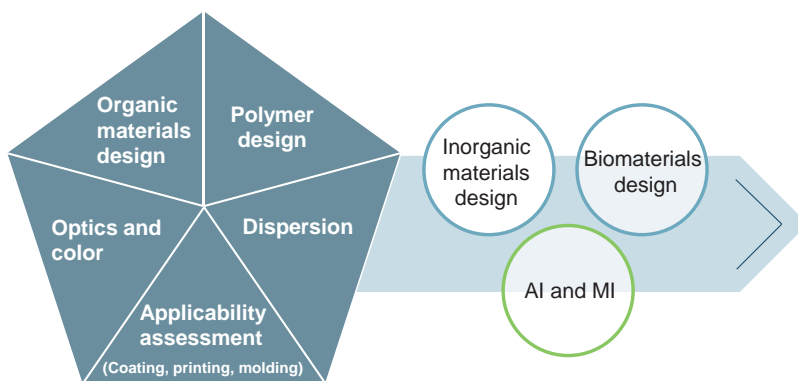 Organic
materials
design
Polymer
design
Optics and
color
Dispersion
Applicability
assessment
(Coating, printing, molding)
Inorganic
materials
design
Biomaterials
design
AI and MI